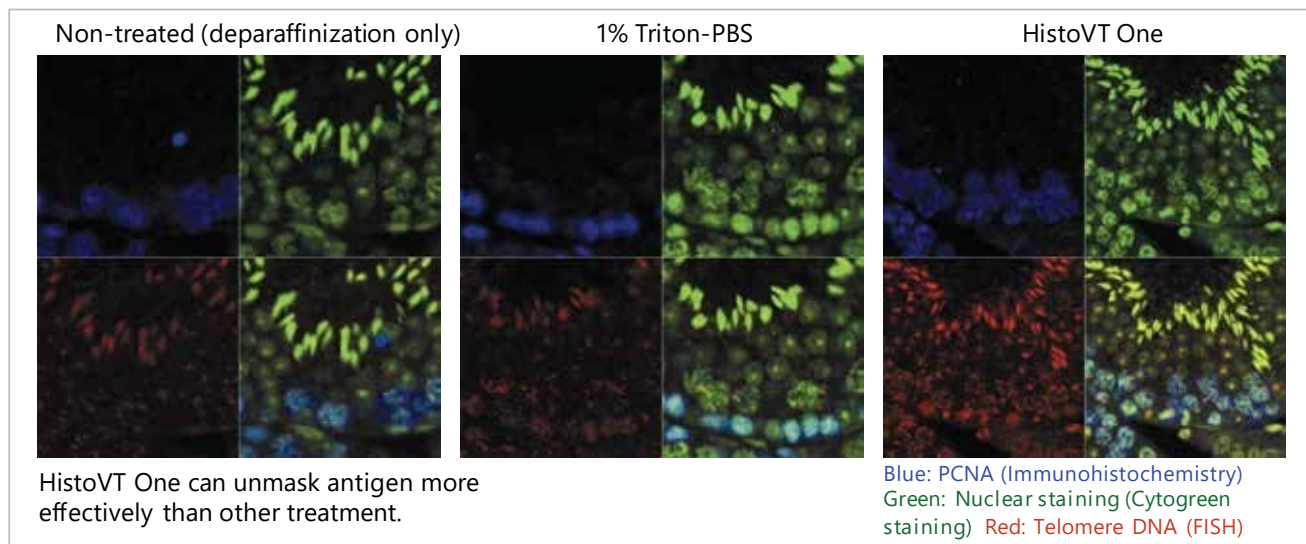 Non-treated (deparaffinization only)
1% Triton-PBS
HistoVT One
HistoVT One can unmask antigen more
effectively than other treatment.
Blue: PCNA (Immunohistochemistry)
Green: Nuclear staining (Cytogreen
staining) Red: Telomere DNA (FISH)